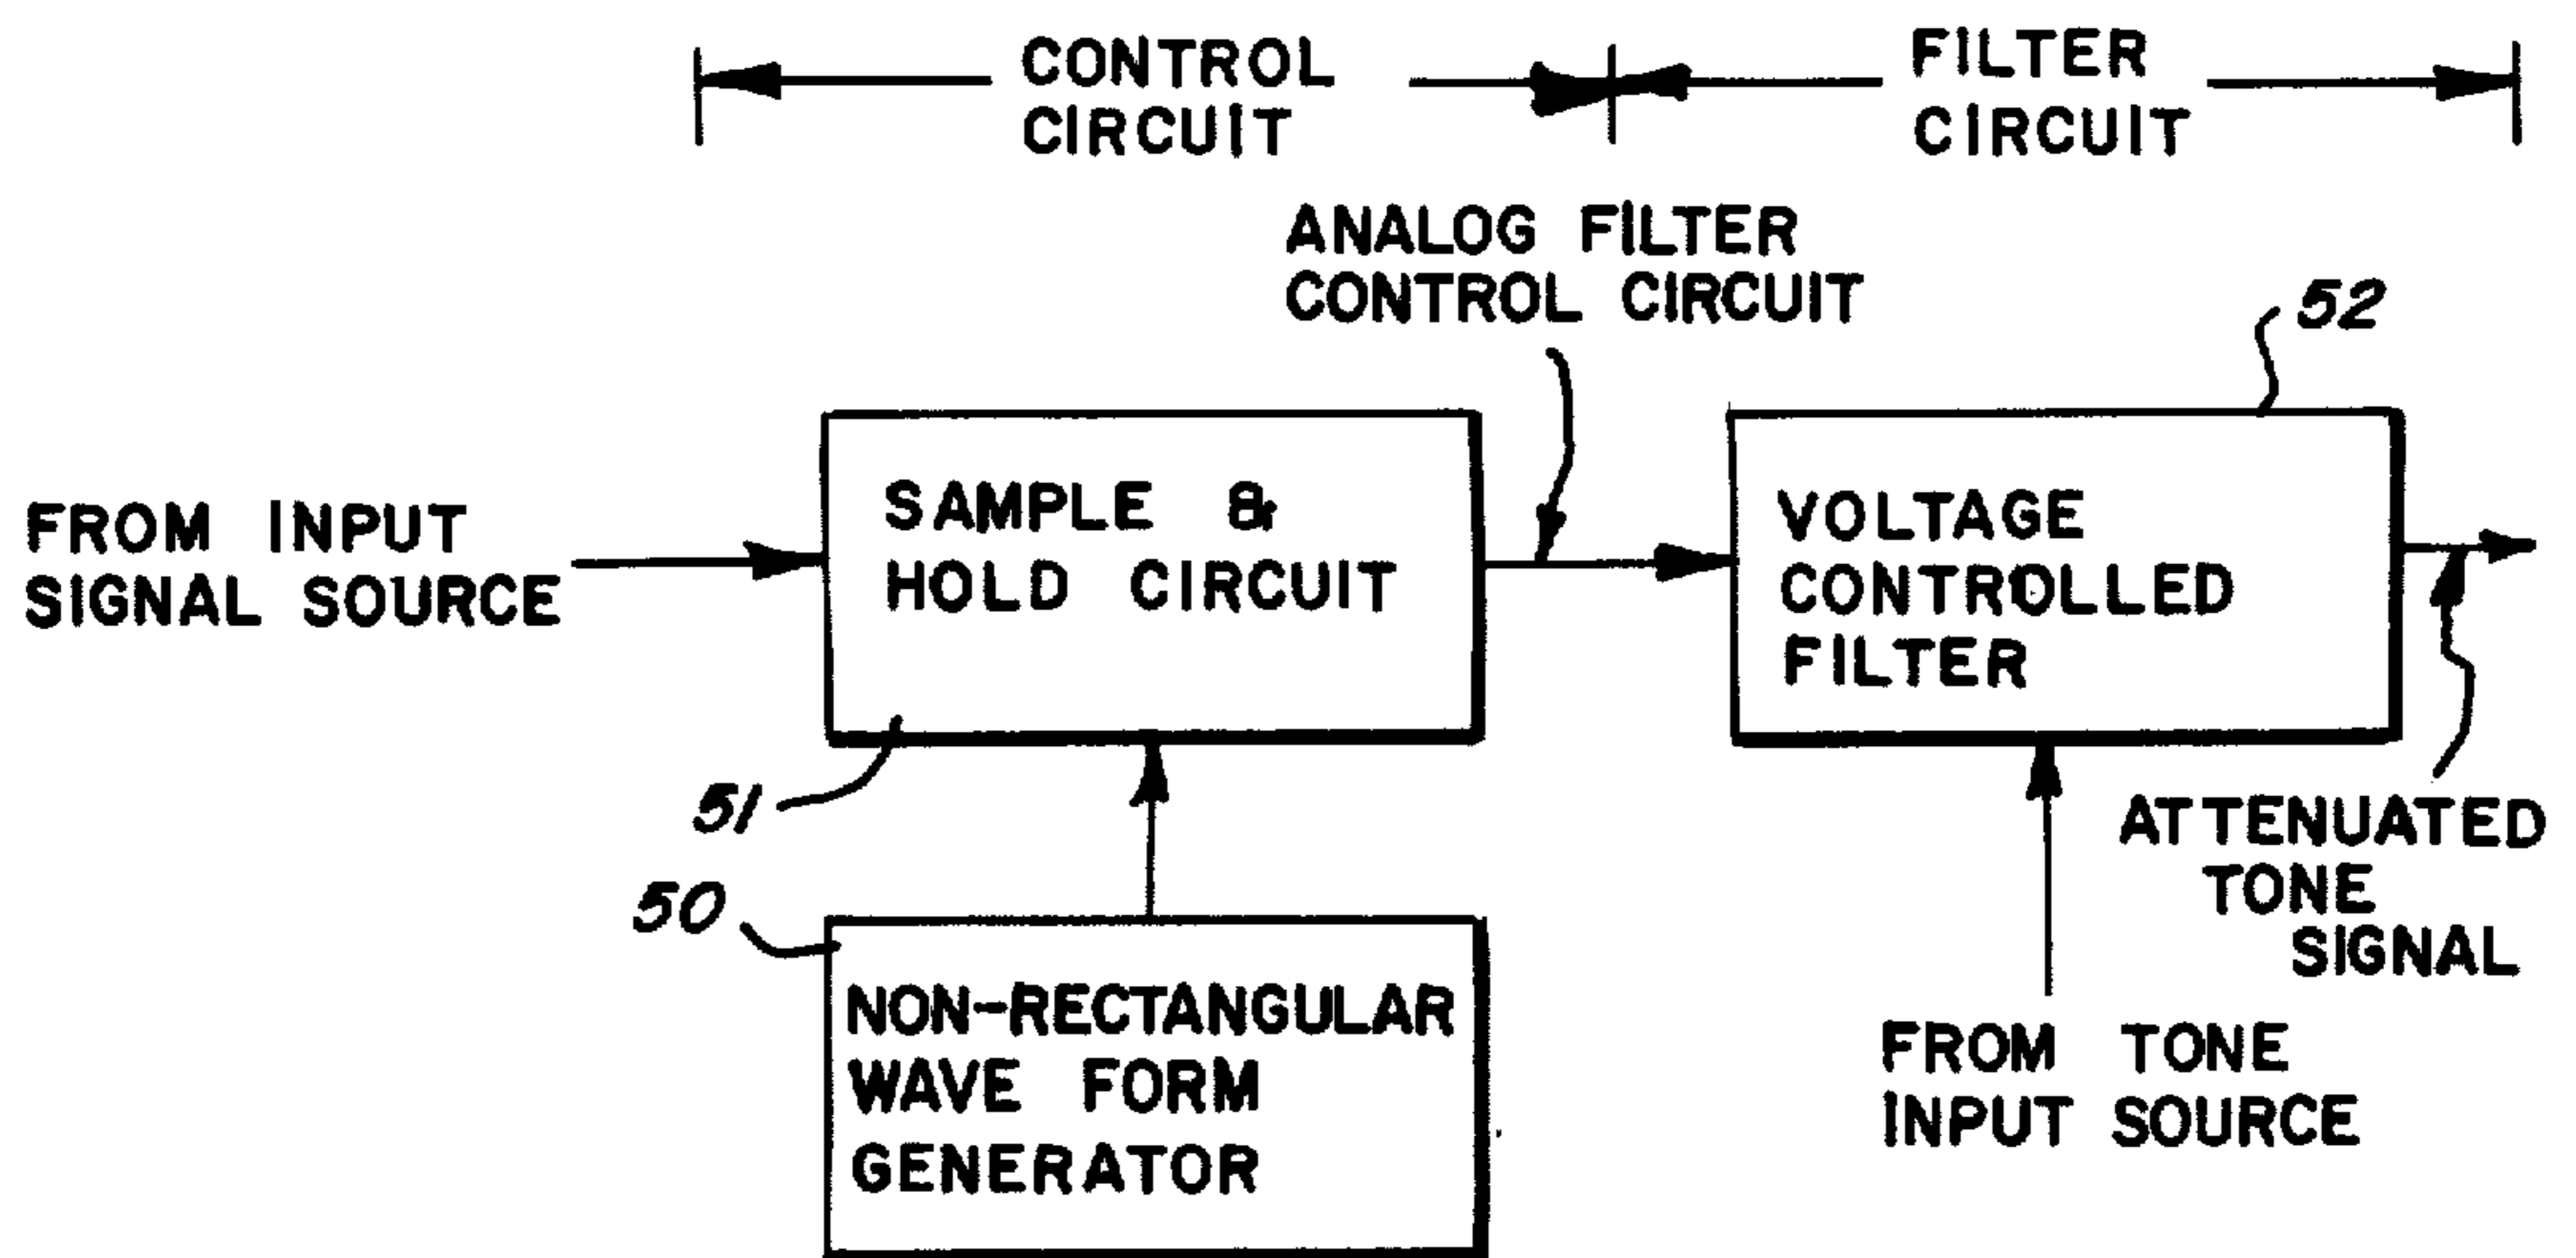 CONTROL
CIRCUIT
FILTER
CIRCUIT
ANALOG FILTER
CONTROL CIRCUIT
52
FROM INPUT
SIGNAL SOURCE
SAMPLE &
HOLD CIRCUIT
VOLTAGE
CONTROLLED
FILTER
51
50
ATTENUATED
TONE
SIGNAL
NON-RECTANGULAR
WAVE FORM
GENERATOR
FROM TONE
INPUT SOURCE